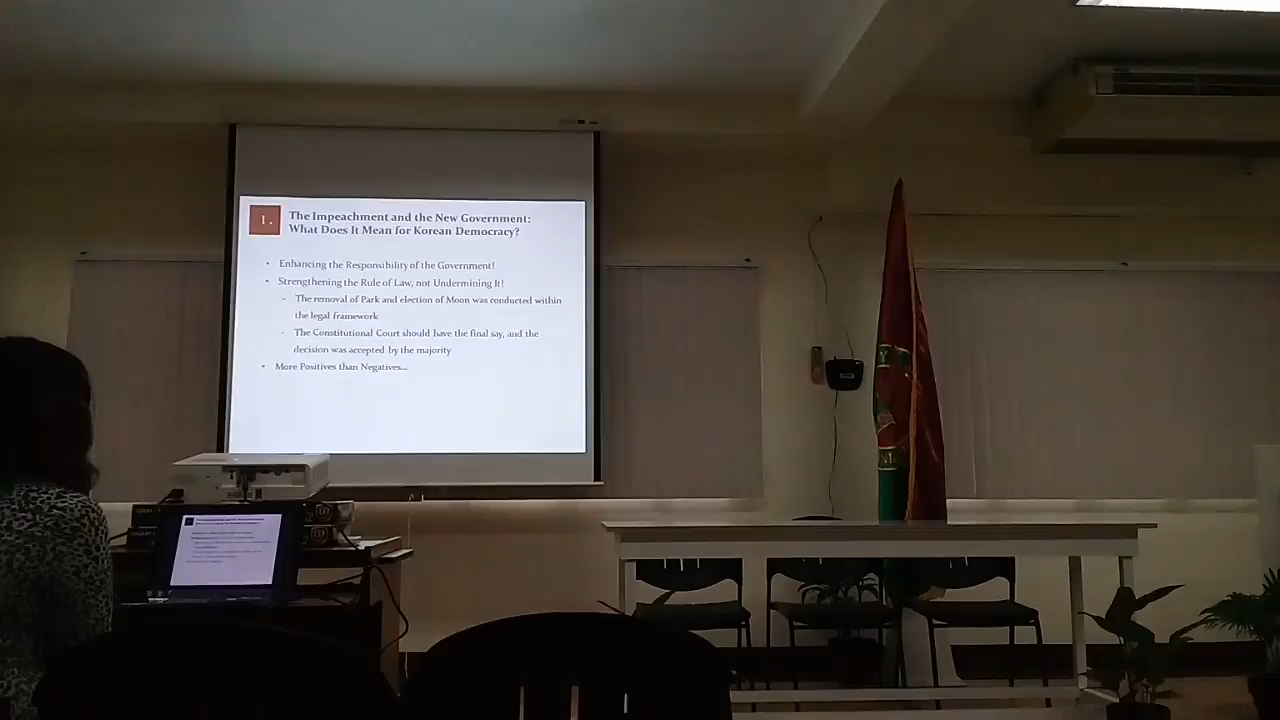 1.
The Impeachment and the New Government:
What Does It Mean for Korean Democracy?
• Enhancing the Responsibility of the Government!
• Strengthening the Rule of Law, not Undermining It!
- The removal of Park and election of Moon was conducted within
the legal framework
- The Constitutional Court should have the final say, and the
decision was accepted by the majority
• More Positives than Negatives...